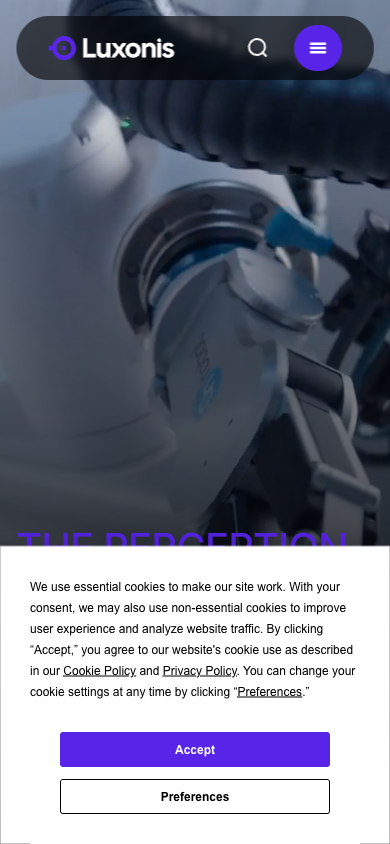 Luxonis
THE PERCEPTION
We use essential cookies to make our site work. With your
consent, we may also use non-essential cookies to improve
user experience and analyze website traffic. By clicking
“Accept,” you agree to our website's cookie use as described
in our Cookie Policy and Privacy Policy. You can change your
cookie settings at any time by clicking “Preferences.”
Accept
Preferences